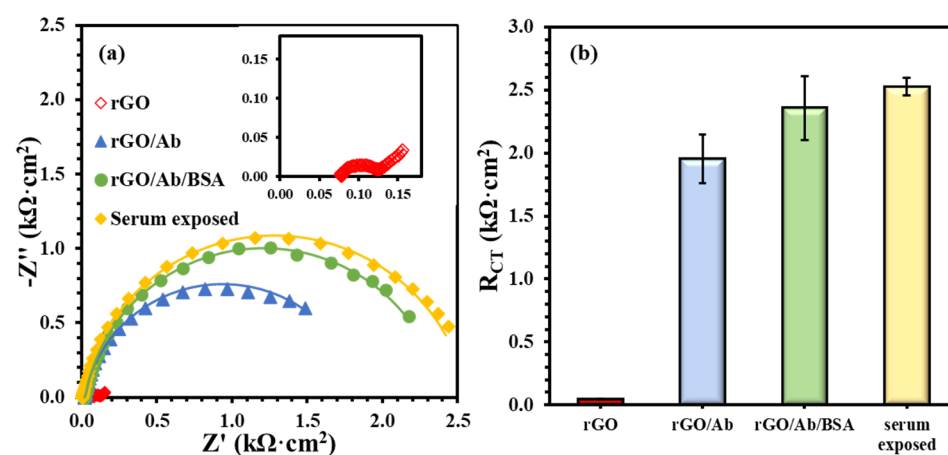 (a)
-Z'' (kΩ·cm²)
2.5
2.0
1.5
1.0
0.5
0.0
0.0
0.5
1.0
1.5
2.0
2.5
Z' (kΩ·cm²)
rGO
rGO/Ab
rGO/Ab/BSA
Serum exposed
0.15
0.10
0.05
0.00
0.00
0.05
0.10
0.15
(b)
R_CT (kΩ·cm²)
3.0
2.5
2.0
1.5
1.0
0.5
0.0
rGO
rGO/Ab
rGO/Ab/BSA
serum
exposed